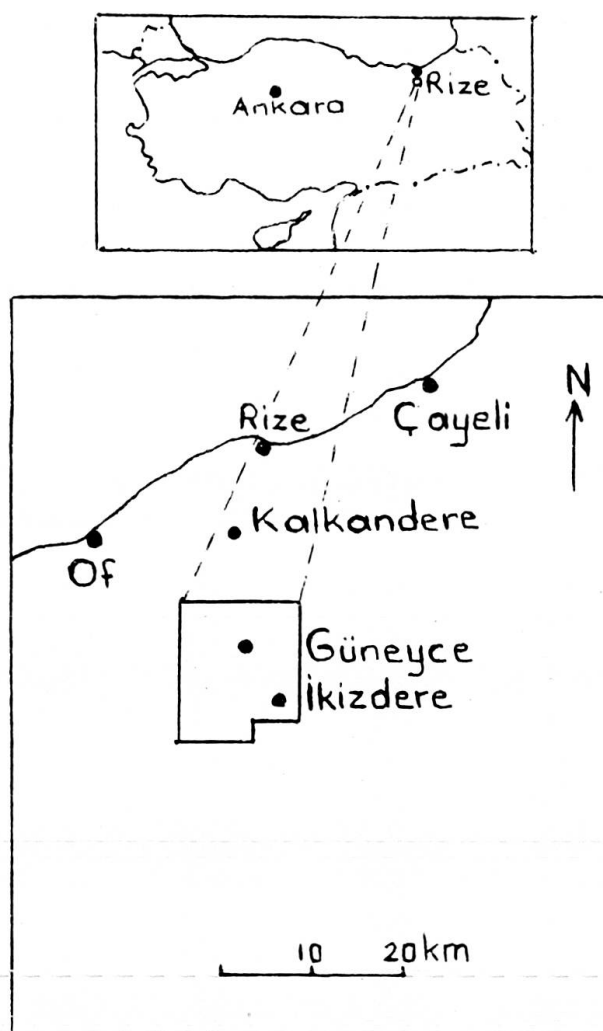 Rize
Ankara
N
Rize
Çayeli
Kalkandere
Of
Güneyce
İkizdere
10 20km